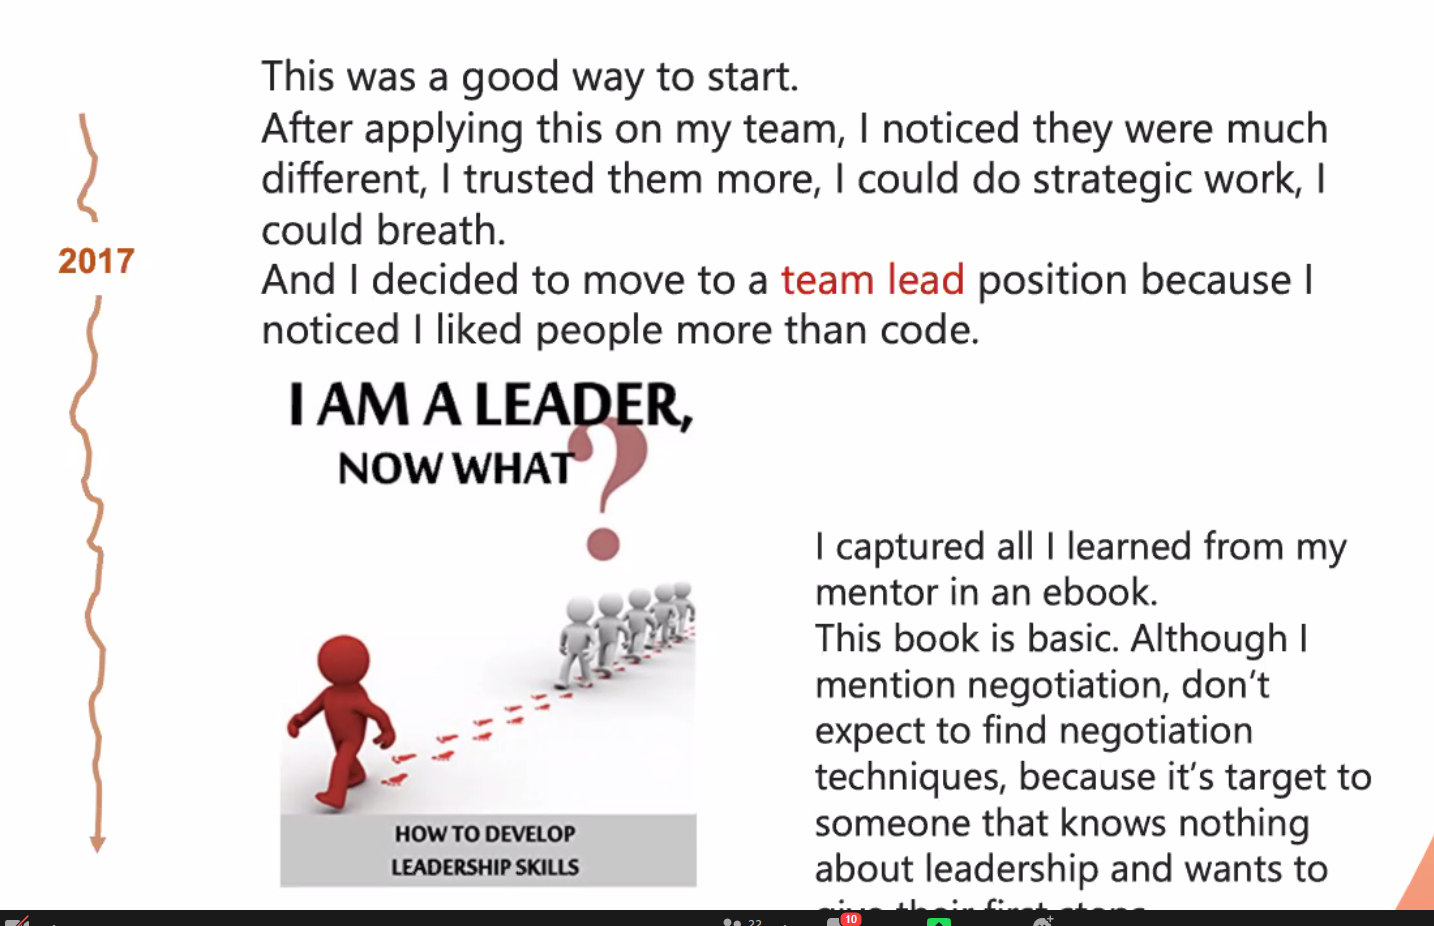 This was a good way to start.
After applying this on my team, I noticed they were much
different, I trusted them more, I could do strategic work, I
could breath.
And I decided to move to a team lead position because I
noticed I liked people more than code.
2017
I AM A LEADER,
NOW WHAT?
HOW TO DEVELOP
LEADERSHIP SKILLS
I captured all I learned from my
mentor in an ebook.
This book is basic. Although I
mention negotiation, don't
expect to find negotiation
techniques, because it's target to
someone that knows nothing
about leadership and wants to
give their first steps
22
10